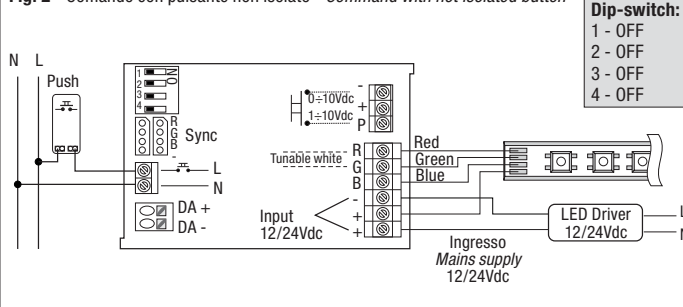 Fig. 2 - Comando con pulsante non isolato - Command with not isolated button
Dip-switch:
1 - OFF
2 - OFF
3 - OFF
4 - OFF
N L
Push
1
2
3
4
NO
R
G
B
-
Sync
L
N
DA +
DA -
0÷10Vdc
1÷10Vdc
-
+
P
Tunable white
R
G
B
-
+
+
Input
12/24Vdc
Red
Green
Blue
LED Driver
12/24Vdc
L
N
Ingresso
Mains supply
12/24Vdc